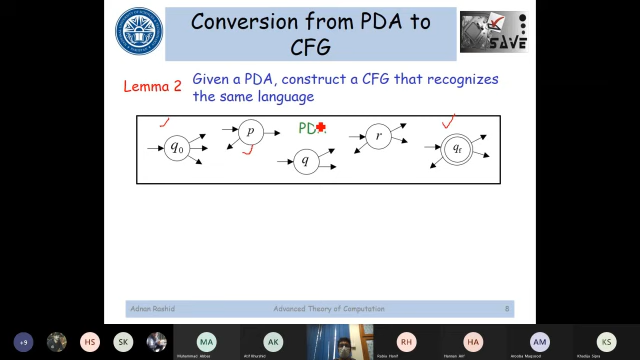 Conversion from PDA to
CFG
SAVE
Lemma 2
Given a PDA, construct a CFG that recognizes
the same language
PDA
q0
p
q
r
qf
Adnan Rashid
Advanced Theory of Computation
8
+9
HS
SK
MA
AK
RH
HA
AM
KS